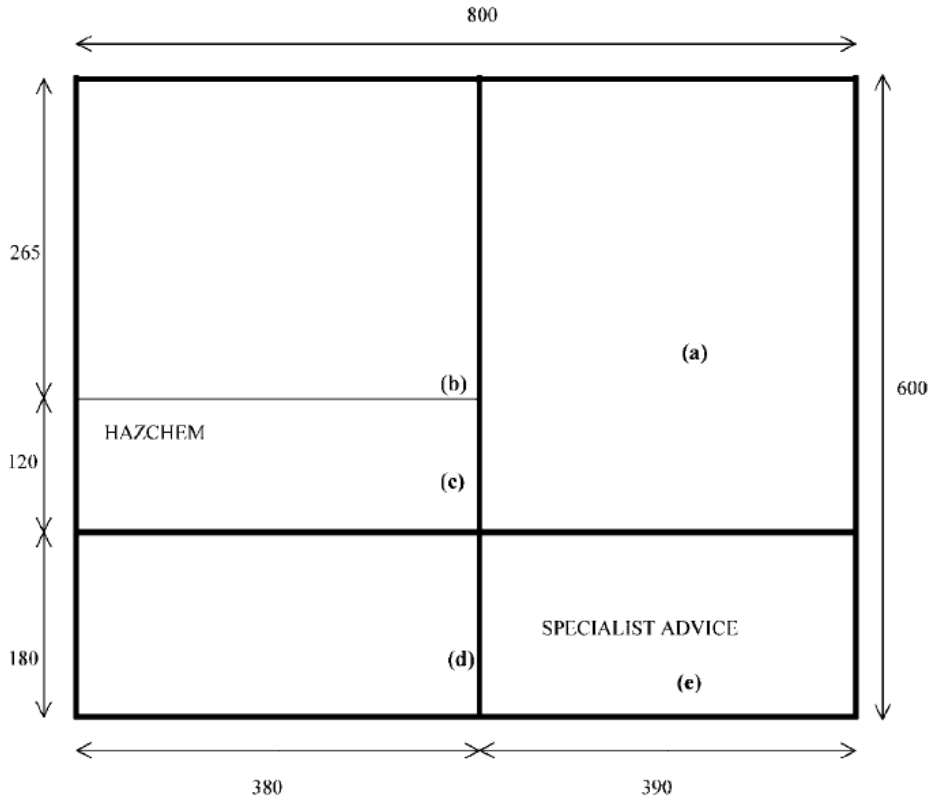 800
265
(a)
(b)
600
HAZCHEM
120
(c)
SPECIALIST ADVICE
180
(d)
(e)
380
390